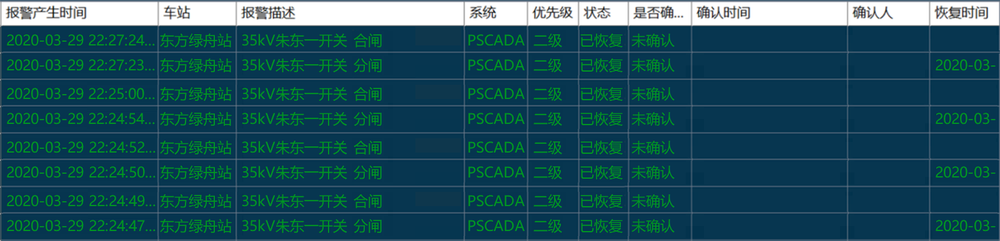 报警产生时间 车站 报警描述 系统 优先级 状态 是否确... 确认时间 确认人 恢复时间
2020-03-29 22:27:24... 东方绿舟站 35kV朱东一开关 合闸 PSCADA 二级 已恢复 未确认
2020-03-29 22:27:23... 东方绿舟站 35kV朱东一开关 分闸 PSCADA 二级 已恢复 未确认 2020-03-
2020-03-29 22:25:00... 东方绿舟站 35kV朱东一开关 合闸 PSCADA 二级 已恢复 未确认
2020-03-29 22:24:54... 东方绿舟站 35kV朱东一开关 分闸 PSCADA 二级 已恢复 未确认 2020-03-
2020-03-29 22:24:52... 东方绿舟站 35kV朱东一开关 合闸 PSCADA 二级 已恢复 未确认
2020-03-29 22:24:50... 东方绿舟站 35kV朱东一开关 分闸 PSCADA 二级 已恢复 未确认 2020-03-
2020-03-29 22:24:49... 东方绿舟站 35kV朱东一开关 合闸 PSCADA 二级 已恢复 未确认
2020-03-29 22:24:47... 东方绿舟站 35kV朱东一开关 分闸 PSCADA 二级 已恢复 未确认 2020-03-